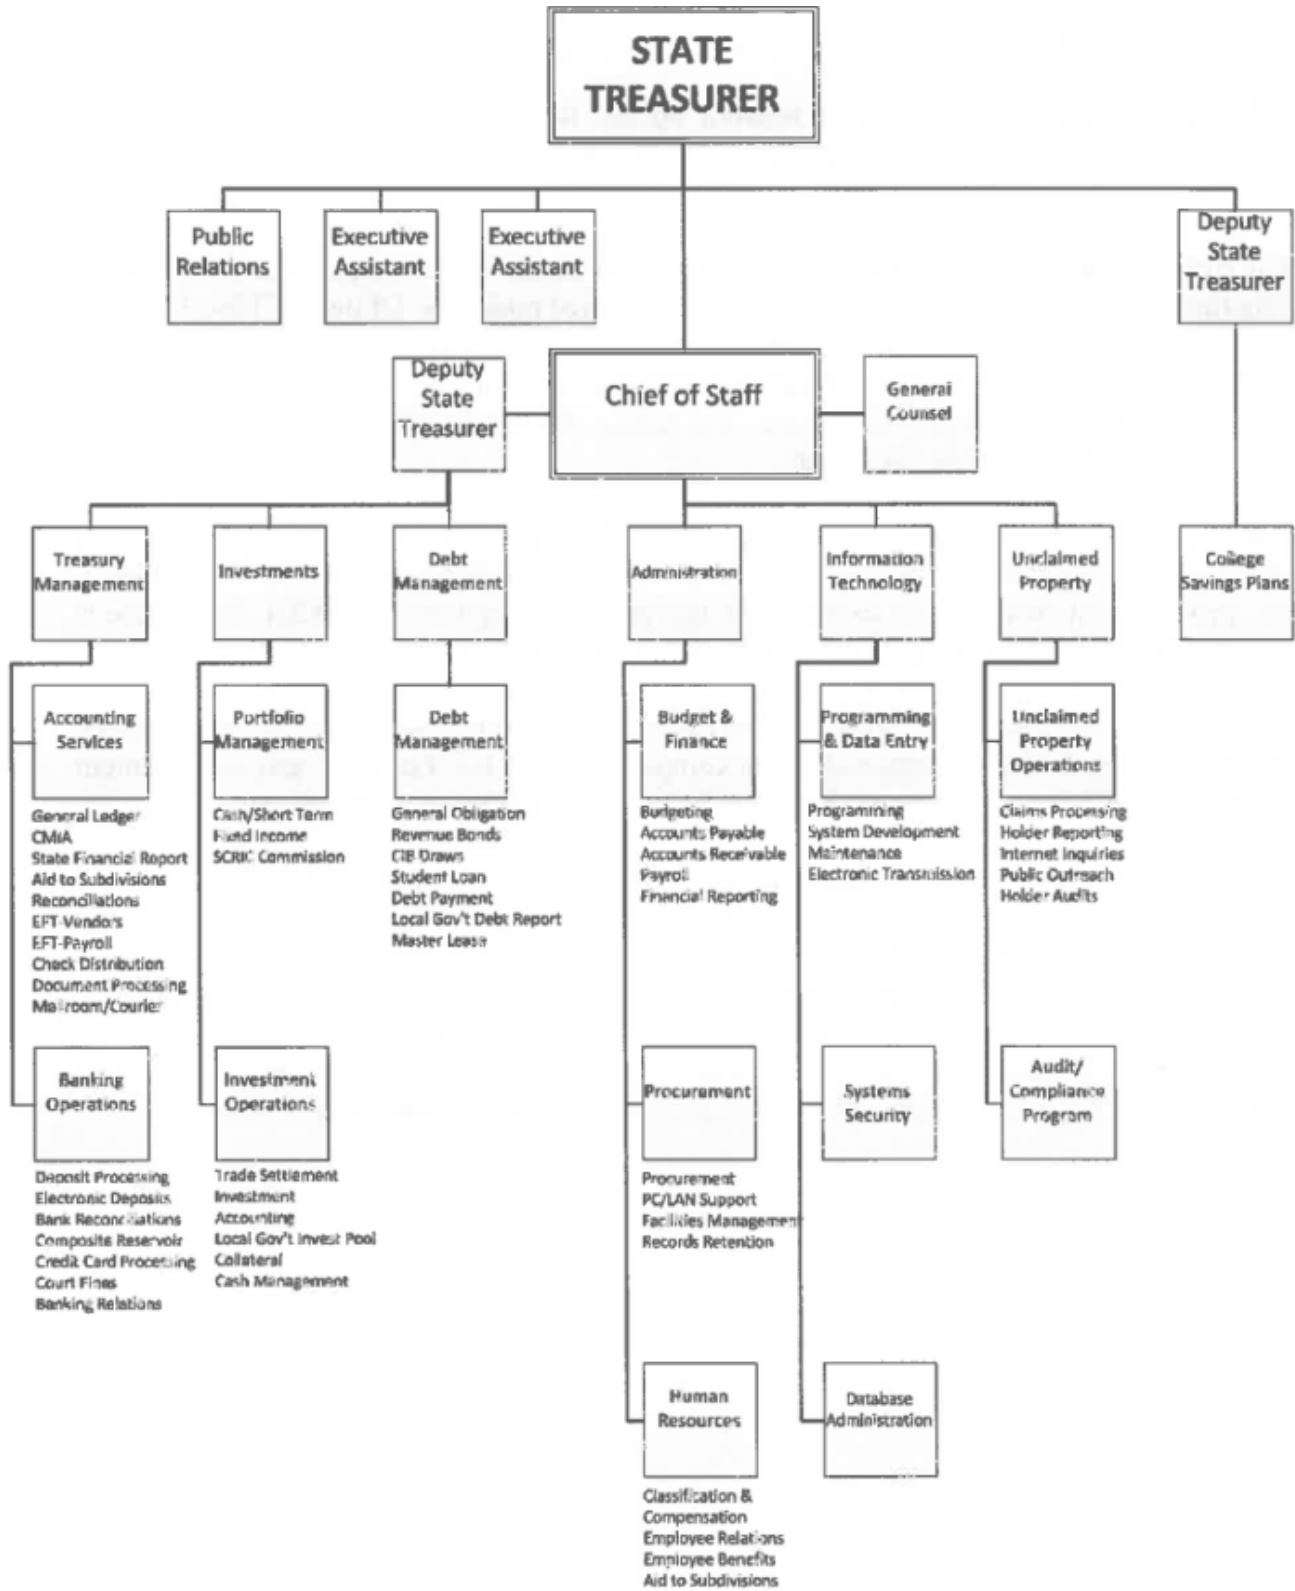 STATE
TREASURER
Public
Relations
Executive
Assistant
Executive
Assistant
Deputy
State
Treasurer
Deputy
State
Treasurer
Chief of Staff
General
Counsel
Treasury
Management
Investments
Debt
Management
Administration
Information
Technology
Unclaimed
Property
College
Savings Plans
Accounting
Services
General Ledger
CMIA
State Financial Report
Aid to Subdivisions
Reconciliations
EFT-Vendors
EFT-Payroll
Check Distribution
Document Processing
Mailroom/Courier
Portfolio
Management
Cash/Short Term
Fixed Income
SCRIC Commission
Debt
Management
General Obligation
Revenue Bonds
CIB Draws
Student Loan
Debt Payment
Local Gov't Debt Report
Master Lease
Budget &
Finance
Budgeting
Accounts Payable
Accounts Receivable
Payroll
Financial Reporting
Programming
& Data Entry
Programming
System Development
Maintenance
Electronic Transmission
Unclaimed
Property
Operations
Claims Processing
Holder Reporting
Internet Inquiries
Public Outreach
Holder Audits
Banking
Operations
Deposit Processing
Electronic Deposits
Bank Reconciliations
Composite Reservoir
Credit Card Processing
Court Fines
Banking Relations
Investment
Operations
Trade Settlement
Investment
Accounting
Local Gov't Invest Pool
Collateral
Cash Management
Procurement
Procurement
PC/LAN Support
Facilities Management
Records Retention
Systems
Security
Audit/
Compliance
Program
Human
Resources
Classification &
Compensation
Employee Relations
Employee Benefits
Aid to Subdivisions
Database
Administration